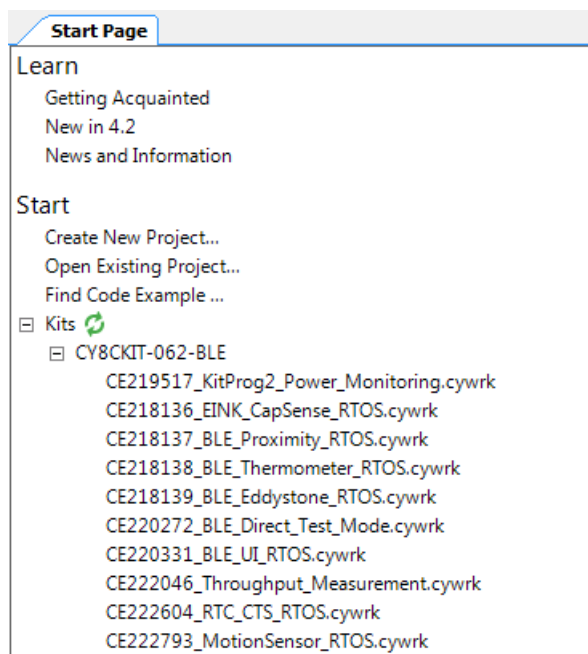 Start Page
Learn
Getting Acquainted
New in 4.2
News and Information
Start
Create New Project...
Open Existing Project...
Find Code Example ...
Kits
CY8CKIT-062-BLE
CE219517_KitProg2_Power_Monitoring.cywrk
CE218136_EINK_CapSense_RTOS.cywrk
CE218137_BLE_Proximity_RTOS.cywrk
CE218138_BLE_Thermometer_RTOS.cywrk
CE218139_BLE_Eddystone_RTOS.cywrk
CE220272_BLE_Direct_Test_Mode.cywrk
CE220331_BLE_UI_RTOS.cywrk
CE222046_Throughput_Measurement.cywrk
CE222604_RTC_CTS_RTOS.cywrk
CE222793_MotionSensor_RTOS.cywrk